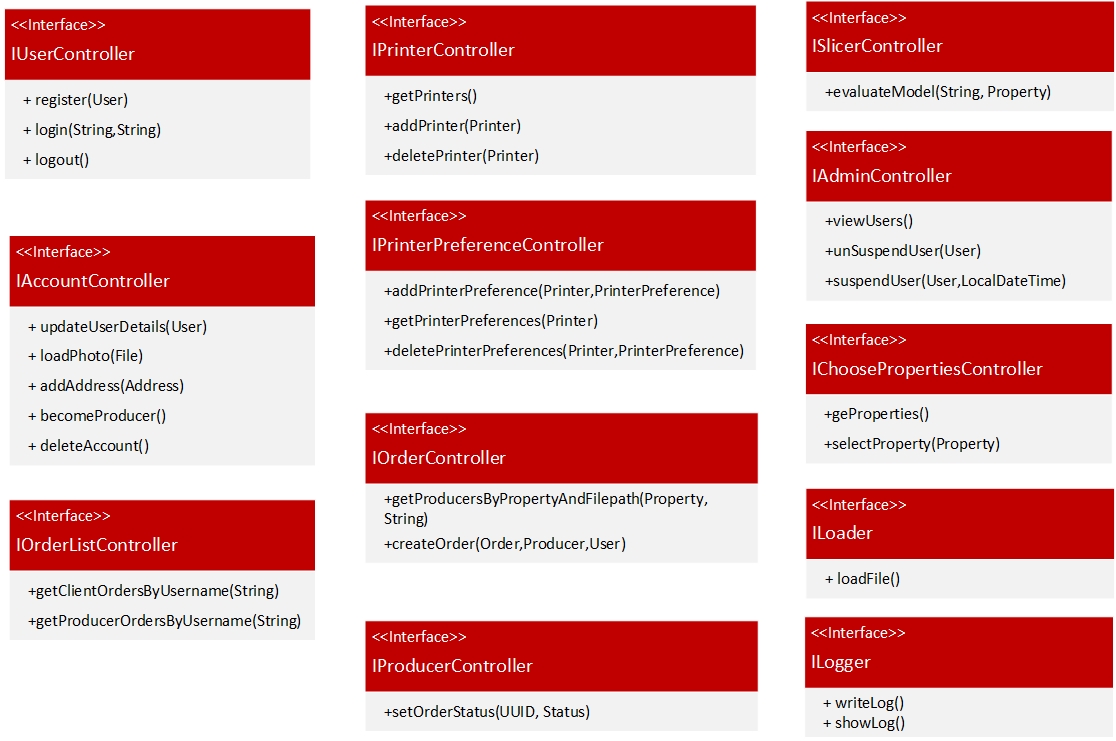 <<Interface>>
IUserController
+ register(User)
+ login(String,String)
+ logout()
<<Interface>>
IAccountController
+ updateUserDetails(User)
+ loadPhoto(File)
+ addAddress(Address)
+ becomeProducer()
+ deleteAccount()
<<Interface>>
IOrderListController
+getClientOrdersByUsername(String)
+getProducerOrdersByUsername(String)
<<Interface>>
IPrinterController
+getPrinters()
+addPrinter(Printer)
+deletePrinter(Printer)
<<Interface>>
IPrinterPreferenceController
+addPrinterPreference(Printer,PrinterPreference)
+getPrinterPreferences(Printer)
+deletePrinterPreferences(Printer,PrinterPreference)
<<Interface>>
IOrderController
+getProducersByPropertyAndFilepath(Property,
String)
+createOrder(Order,Producer,User)
<<Interface>>
IProducerController
+setOrderStatus(UUID, Status)
<<Interface>>
ISlicerController
+evaluateModel(String, Property)
<<Interface>>
IAdminController
+viewUsers()
+unSuspendUser(User)
+suspendUser(User,LocalDateTime)
<<Interface>>
IChoosePropertiesController
+geProperties()
+selectProperty(Property)
<<Interface>>
ILoader
+ loadFile()
<<Interface>>
ILogger
+ writeLog()
+ showLog()